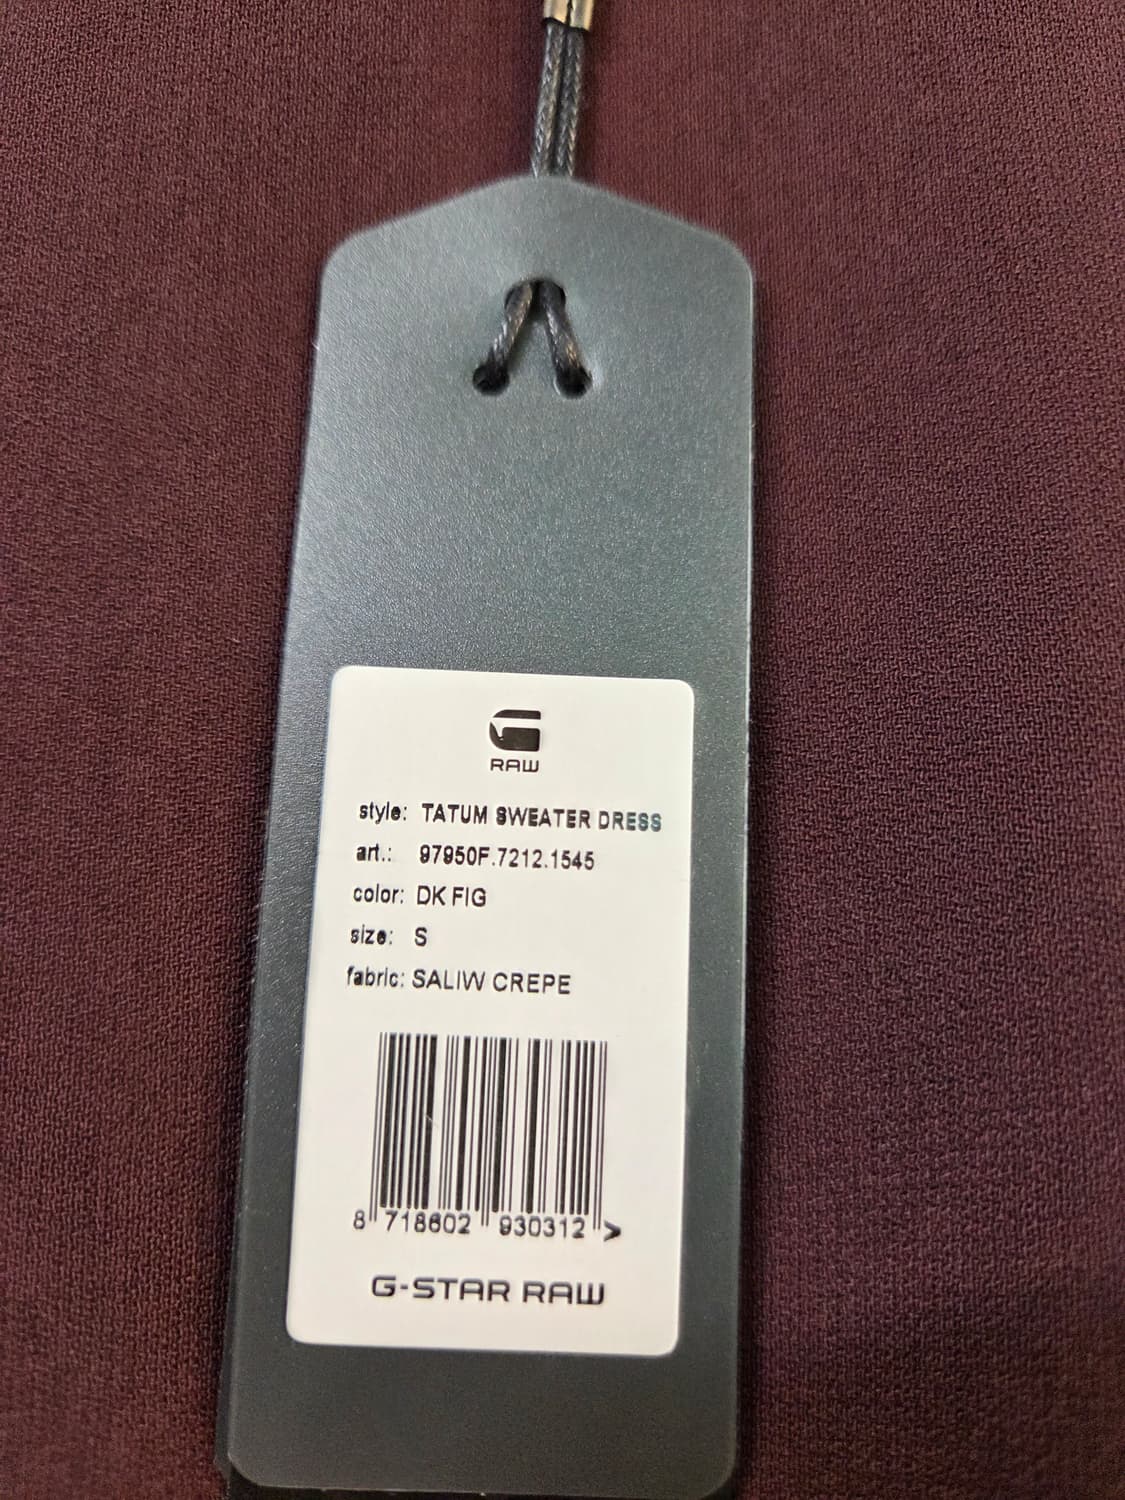 RAW
style: TATUM SWEATER DRESS
art.: 97950F.7212.1545
color: DK FIG
size: S
fabric: SALIW CREPE
8 718602 930312 >
G-STAR RAW